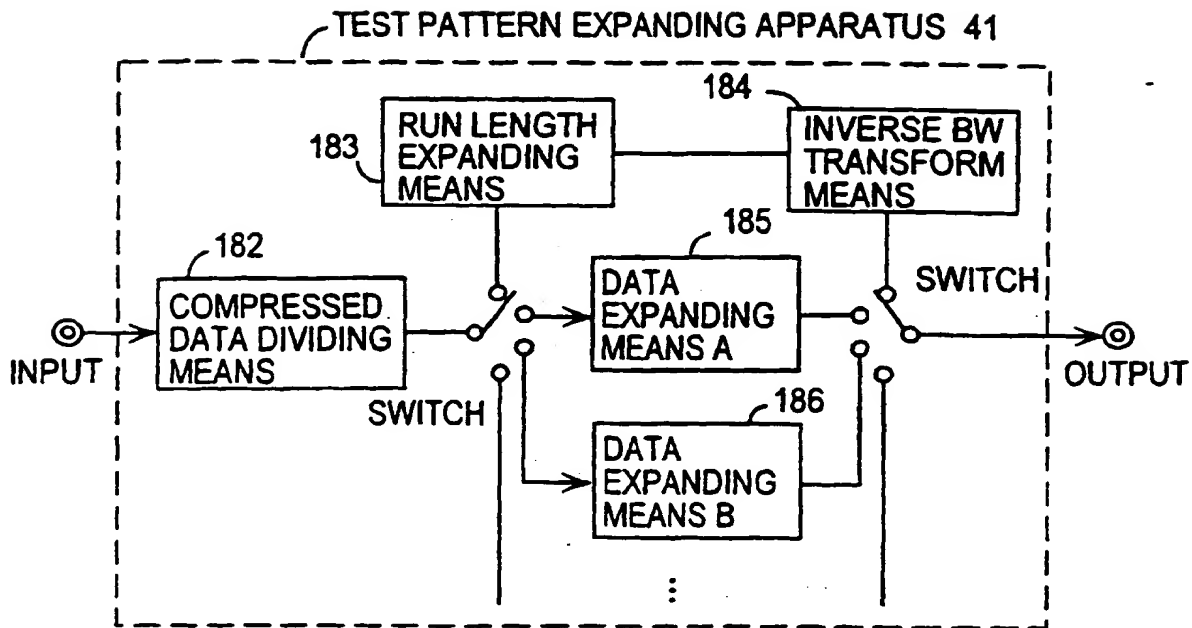 TEST PATTERN EXPANDING APPARATUS 41
184
183
RUN LENGTH
EXPANDING
MEANS
INVERSE BW
TRANSFORM
MEANS
182
185
SWITCH
COMPRESSED
DATA DIVIDING
MEANS
DATA
EXPANDING
MEANS A
INPUT
OUTPUT
SWITCH
186
DATA
EXPANDING
MEANS B